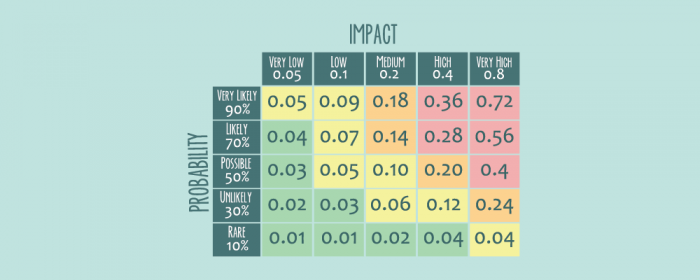 IMPACT
VERY LOW LOW MEDIUM HIGH VERY HIGH
0.05 0.1 0.2 0.4 0.8
PROBABILITY
VERY LIKELY
90% 0.05 0.09 0.18 0.36 0.72
LIKELY
70% 0.04 0.07 0.14 0.28 0.56
POSSIBLE
50% 0.03 0.05 0.10 0.20 0.4
UNLIKELY
30% 0.02 0.03 0.06 0.12 0.24
RARE
10% 0.01 0.01 0.02 0.04 0.04